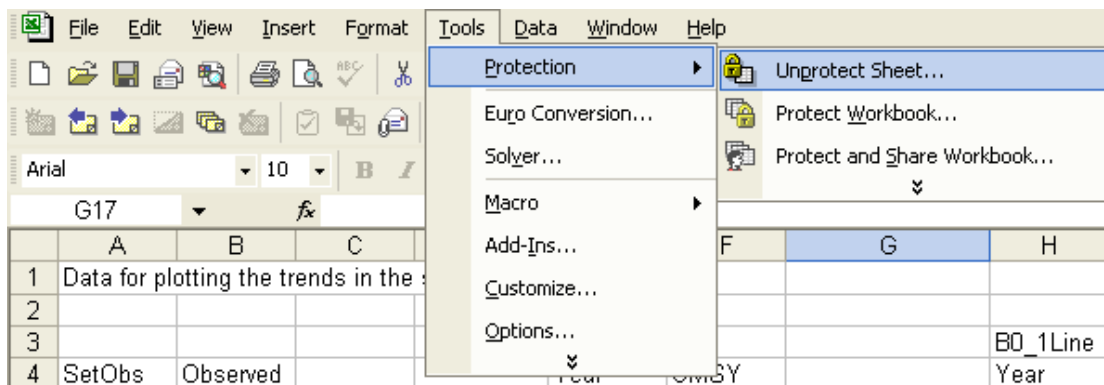 File Edit View Insert Format Tools Data Window Help
Protection
Unprotect Sheet...
Euro Conversion...
Protect Workbook...
Solver...
Protect and Share Workbook...
Macro
Add-Ins...
Customize...
Options...
ABC
Arial 10 B I
G17 fx
A B C F G H
1 Data for plotting the trends in the
2
3 B0_1Line
4 SetObs Observed Year